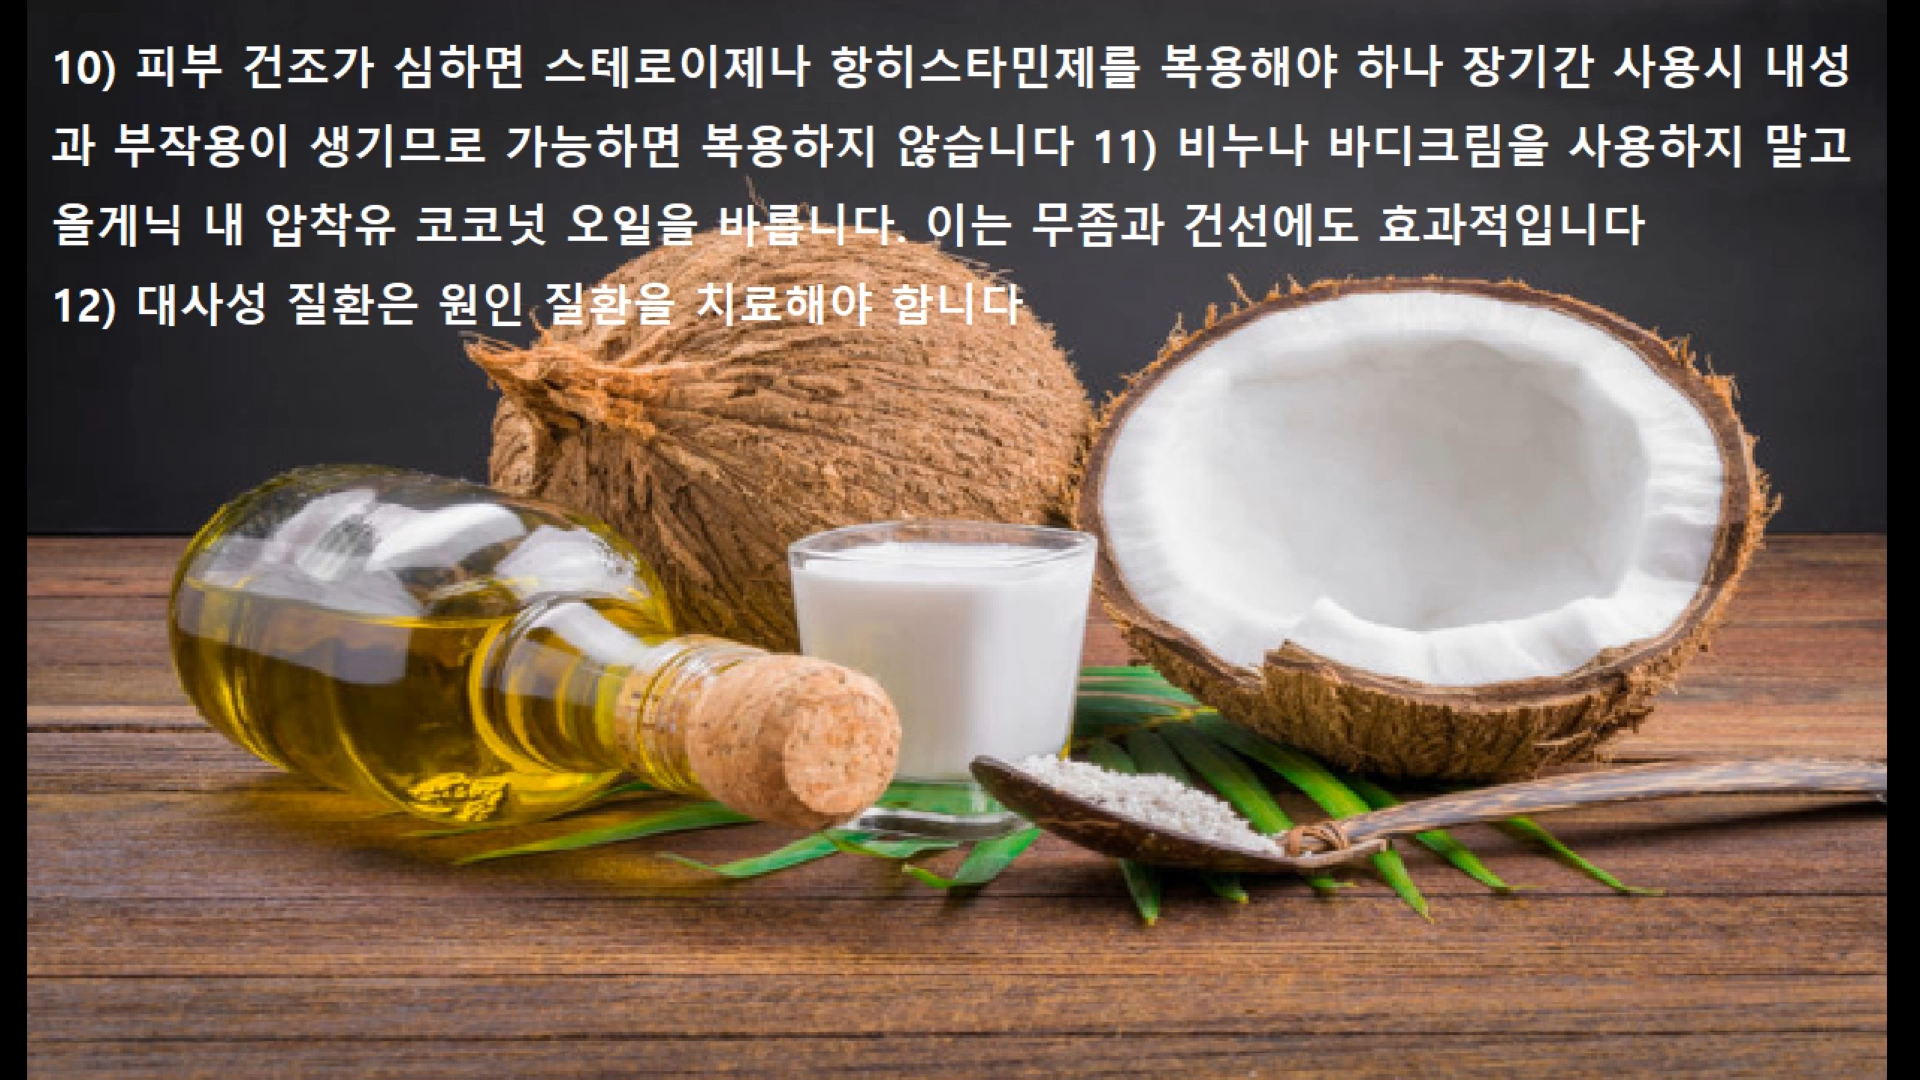 10) 피부 건조가 심하면 스테로이제나 항히스타민제를 복용해야 하나 장기간 사용시 내성
과 부작용이 생기므로 가능하면 복용하지 않습니다 11) 비누나 바디크림을 사용하지 말고
올게닉 내 압착유 코코넛 오일을 바릅니다. 이는 무좀과 건선에도 효과적입니다
12) 대사성 질환은 원인 질환을 치료해야 합니다